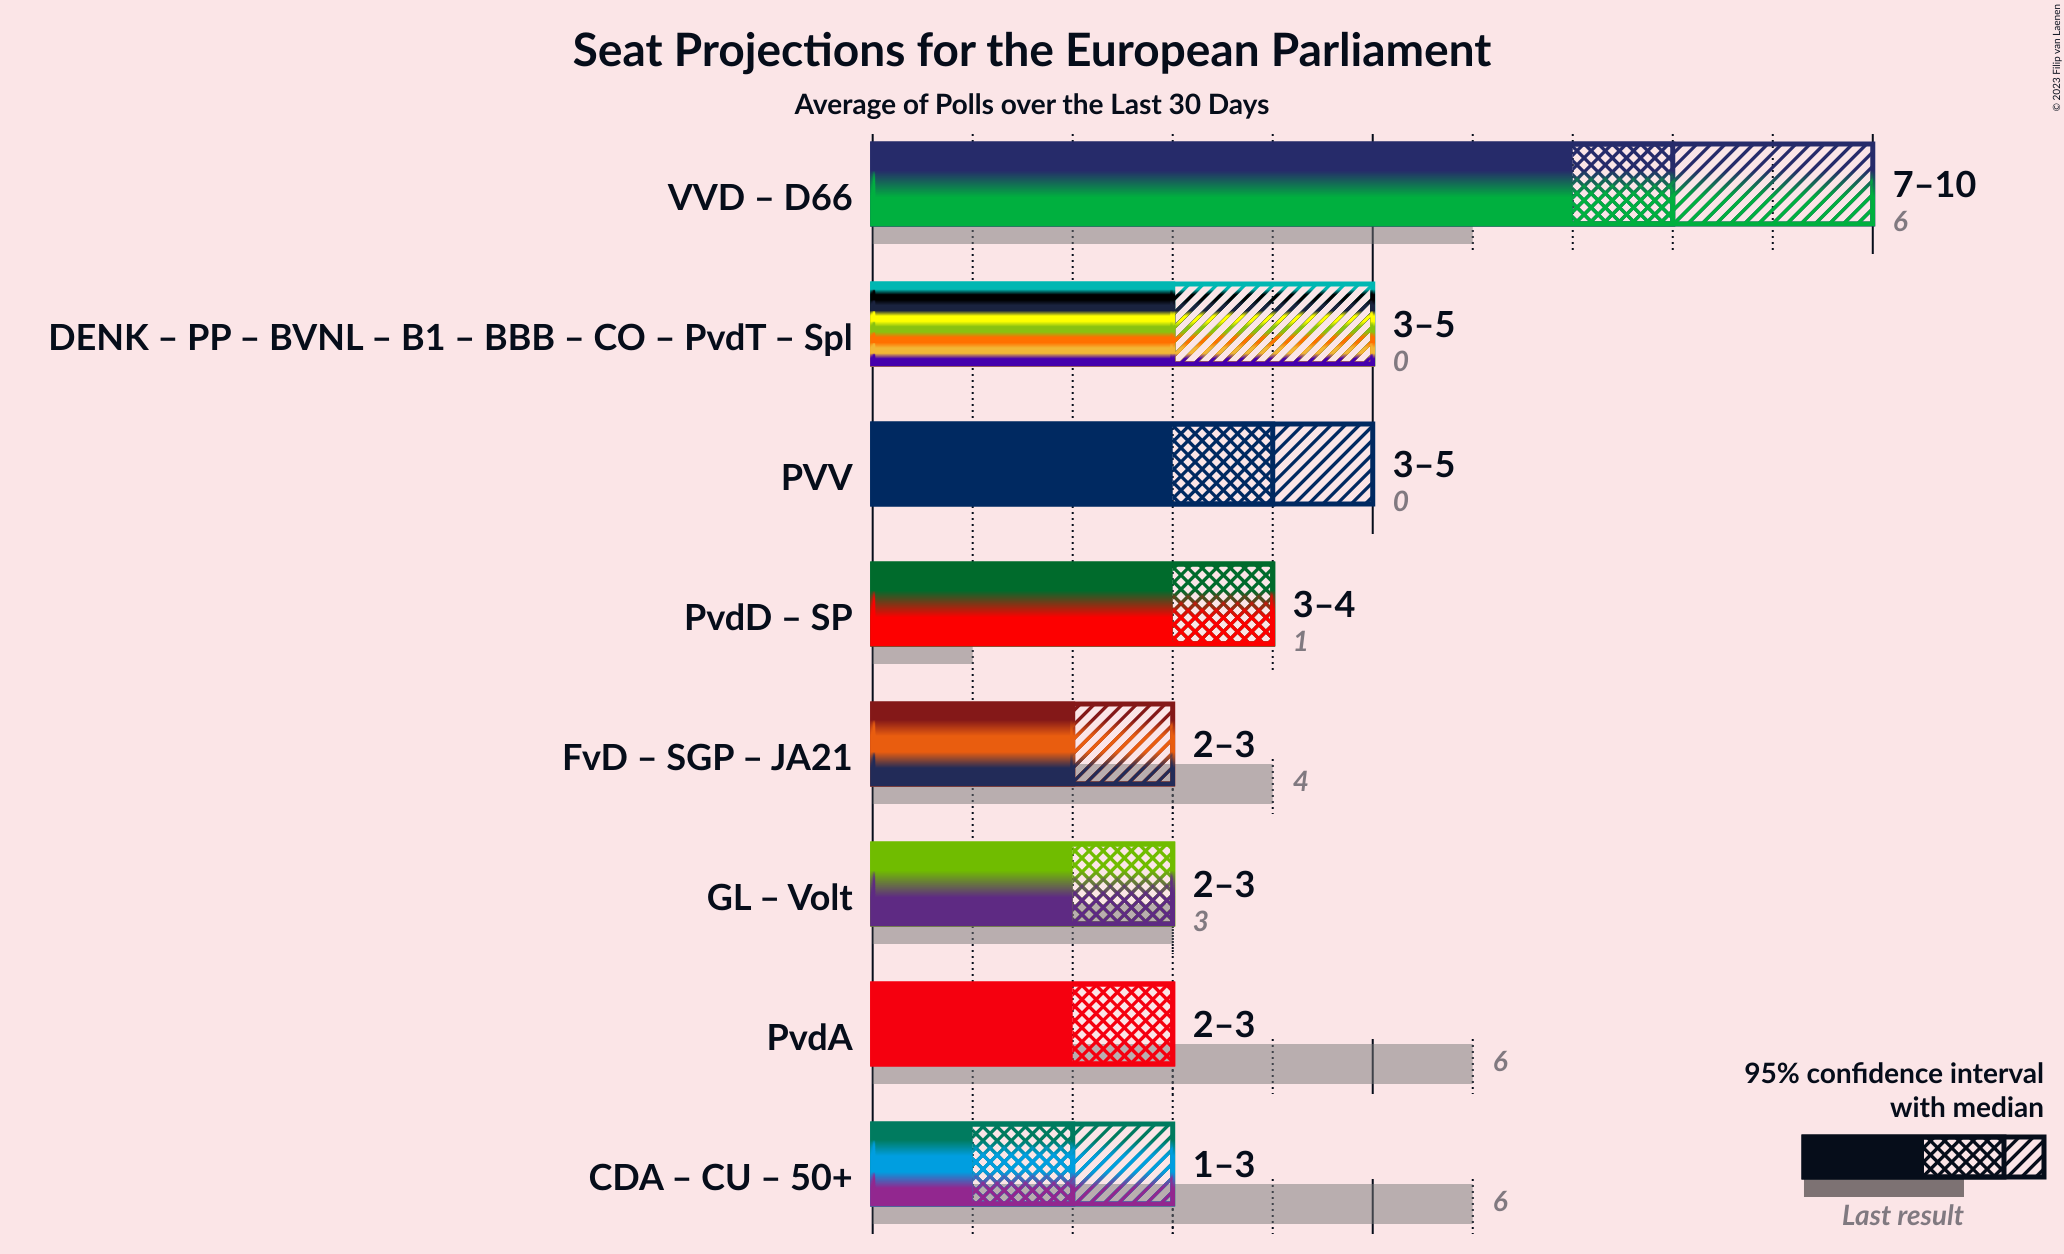 Seat Projections for the European Parliament
Average of Polls over the Last 30 Days
© 2023 Filip van Laenen
VVD – D66
7–10
6
DENK – PP – BVNL – B1 – BBB – CO – PvdT – Spl
3–5
0
PVV
3–5
0
PvdD – SP
3–4
1
FvD – SGP – JA21
2–3
4
GL – Volt
2–3
3
PvdA
2–3
6
CDA – CU – 50+
1–3
6
95% confidence interval
with median
Last result